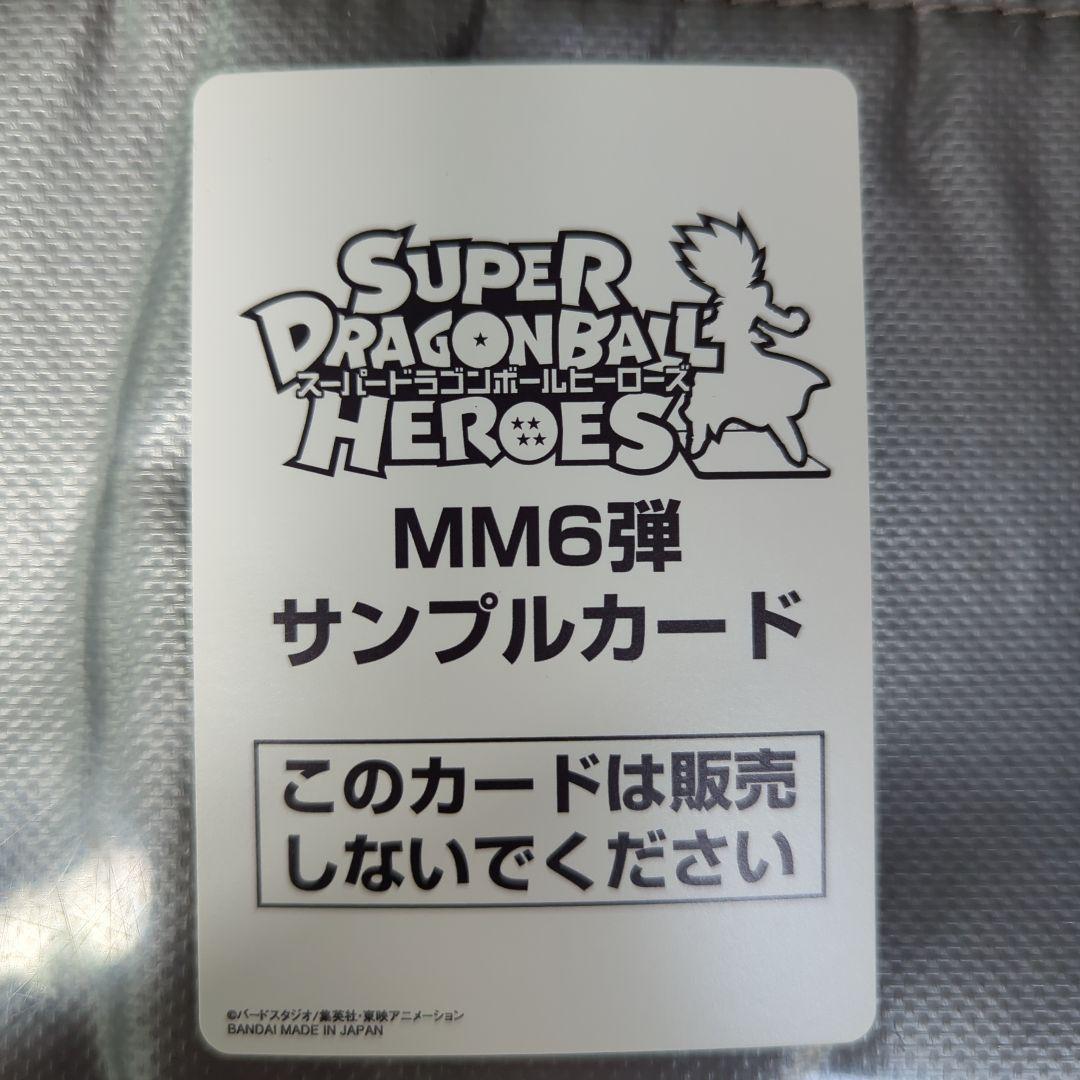 SUPER
DRAGONBALL
スーパードラゴンボールヒーローズ
HEROES
MM6弾
サンプルカード
このカードは販売
しないでください
©バードスタジオ/集英社・東映アニメーション
BANDAI MADE IN JAPAN